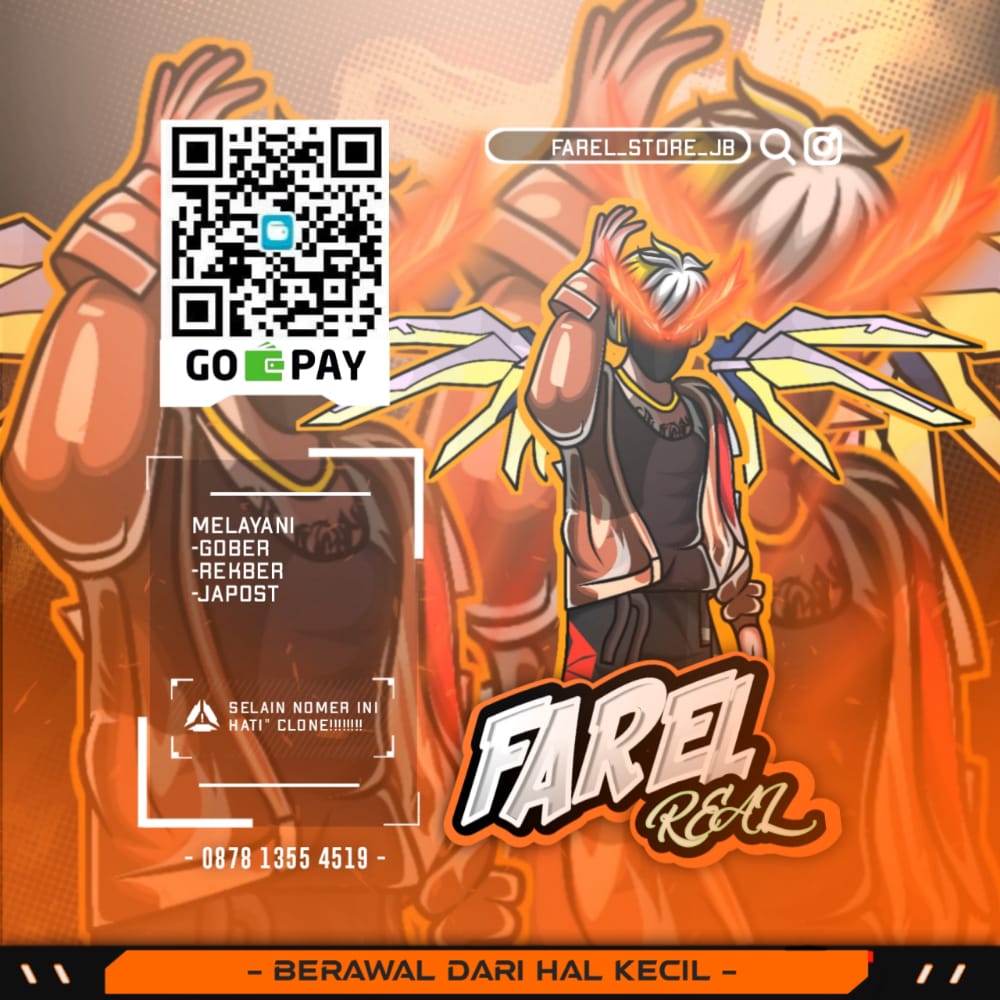 FAREL_STORE_JB
GO PAY
MELAYANI
-GOBER
-REKBER
-JAPOST
SELAIN NOMER INI
HATI" CLONE!!!!!!!!
- 0878 1355 4519 -
FAREL
REAL
- BERAWAL DARI HAL KECIL -